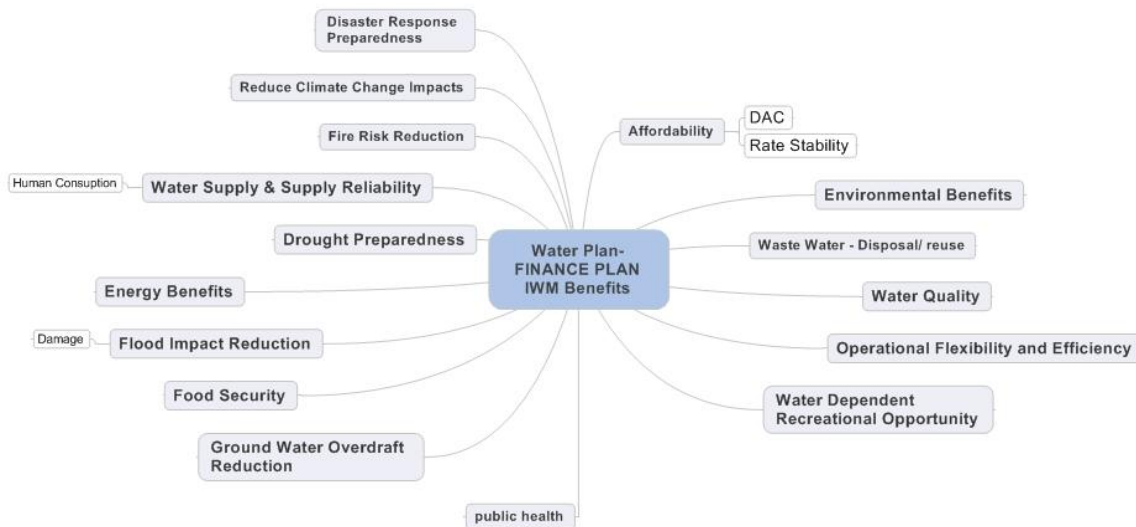 Disaster Response
Preparedness
Reduce Climate Change Impacts
Fire Risk Reduction
Human Consuption
Water Supply & Supply Reliability
Drought Preparedness
Energy Benefits
Damage
Flood Impact Reduction
Food Security
Ground Water Overdraft
Reduction
public health
Water Plan-
FINANCE PLAN
IWM Benefits
Affordability
DAC
Rate Stability
Environmental Benefits
Waste Water - Disposal/ reuse
Water Quality
Operational Flexibility and Efficiency
Water Dependent
Recreational Opportunity